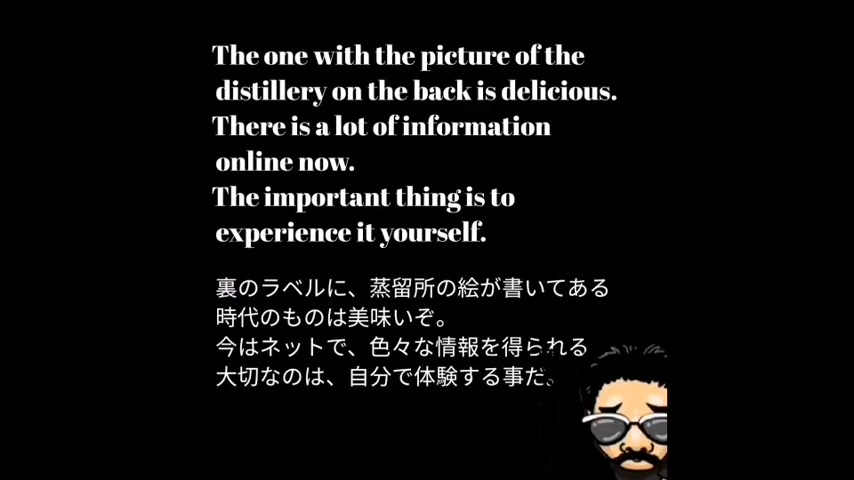 The one with the picture of the
distillery on the back is delicious.
There is a lot of information
online now.
The important thing is to
experience it yourself.
裏のラベルに、蒸留所の絵が書いてある
時代のものは美味いぞ。
今はネットで、色々な情報を得られる
大切なのは、自分で体験する事だ。